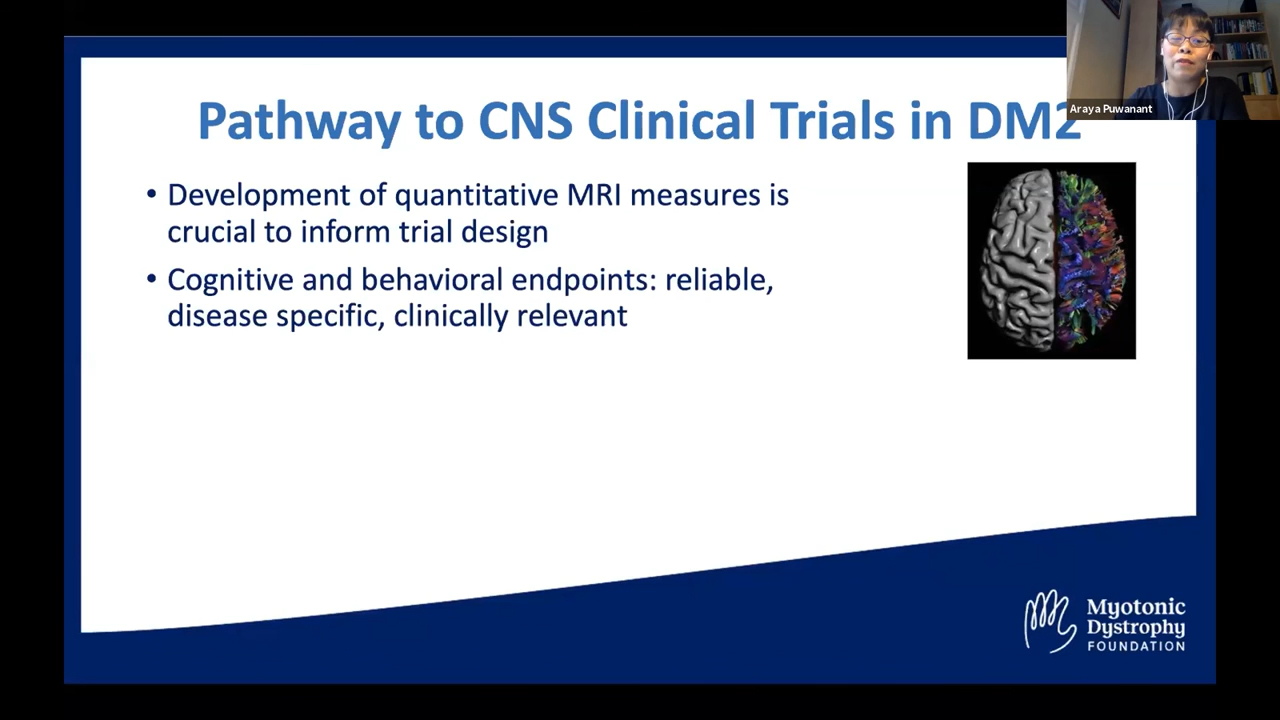 Araya Puwanant
Pathway to CNS Clinical Trials in DM2
• Development of quantitative MRI measures is
crucial to inform trial design
• Cognitive and behavioral endpoints: reliable,
disease specific, clinically relevant
Myotonic
Dystrophy
FOUNDATION